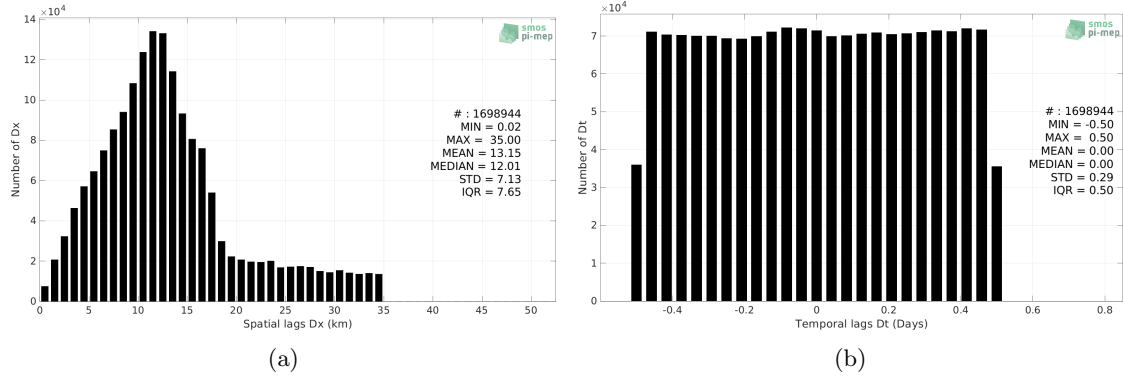 ×10⁴
14
12
10
8
6
4
2
0
Number of Dx
smos
pi-mep
# : 1698944
MIN = 0.02
MAX = 35.00
MEAN = 13.15
MEDIAN = 12.01
STD = 7.13
IQR = 7.65
0 5 10 15 20 25 30 35 40 45 50
Spatial lags Dx (km)
(a)
×10⁴
7
6
5
4
3
2
1
0
Number of Dt
smos
pi-mep
# : 1698944
MIN = -0.50
MAX = 0.50
MEAN = 0.00
MEDIAN = 0.00
STD = 0.29
IQR = 0.50
-0.4 -0.2 0 0.2 0.4 0.6 0.8
Temporal lags Dt (Days)
(b)